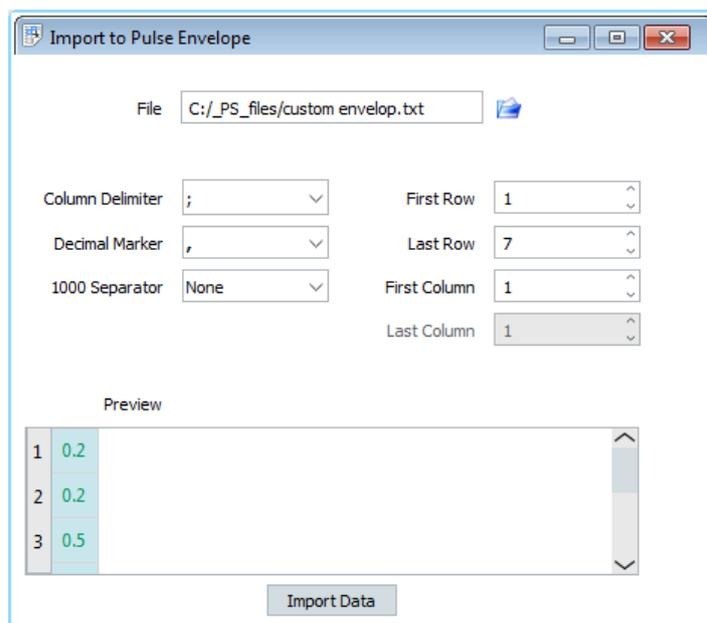 Import to Pulse Envelope
File C:/_PS_files/custom envelop.txt
Column Delimiter ; First Row 1
Decimal Marker , Last Row 7
1000 Separator None First Column 1
Last Column 1
Preview
1 0.2
2 0.2
3 0.5
Import Data